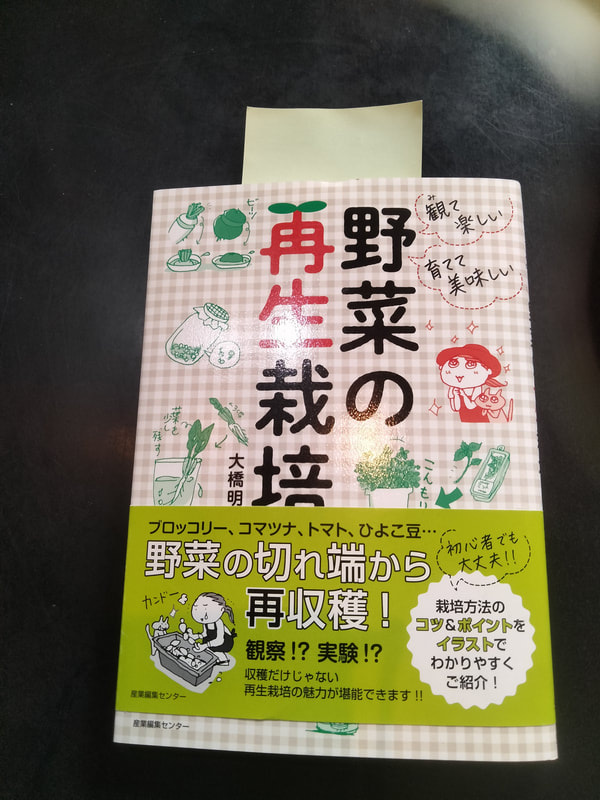 観て
み
楽しい
育てて
美味しい
野菜の
再生栽培
ビョーン
葉を
少し
残す
こんもり
大橋明
ブロッコリー、コマツナ、トマト、ひよこ豆…
野菜の切れ端から
再収穫！
初心者でも
大丈夫!!
カンドー
観察!? 実験!?
収穫だけじゃない
再生栽培の魅力が堪能できます!!
栽培方法の
コツ&ポイントを
イラストで
わかりやすく
ご紹介！
産業編集センター
産業編集センター